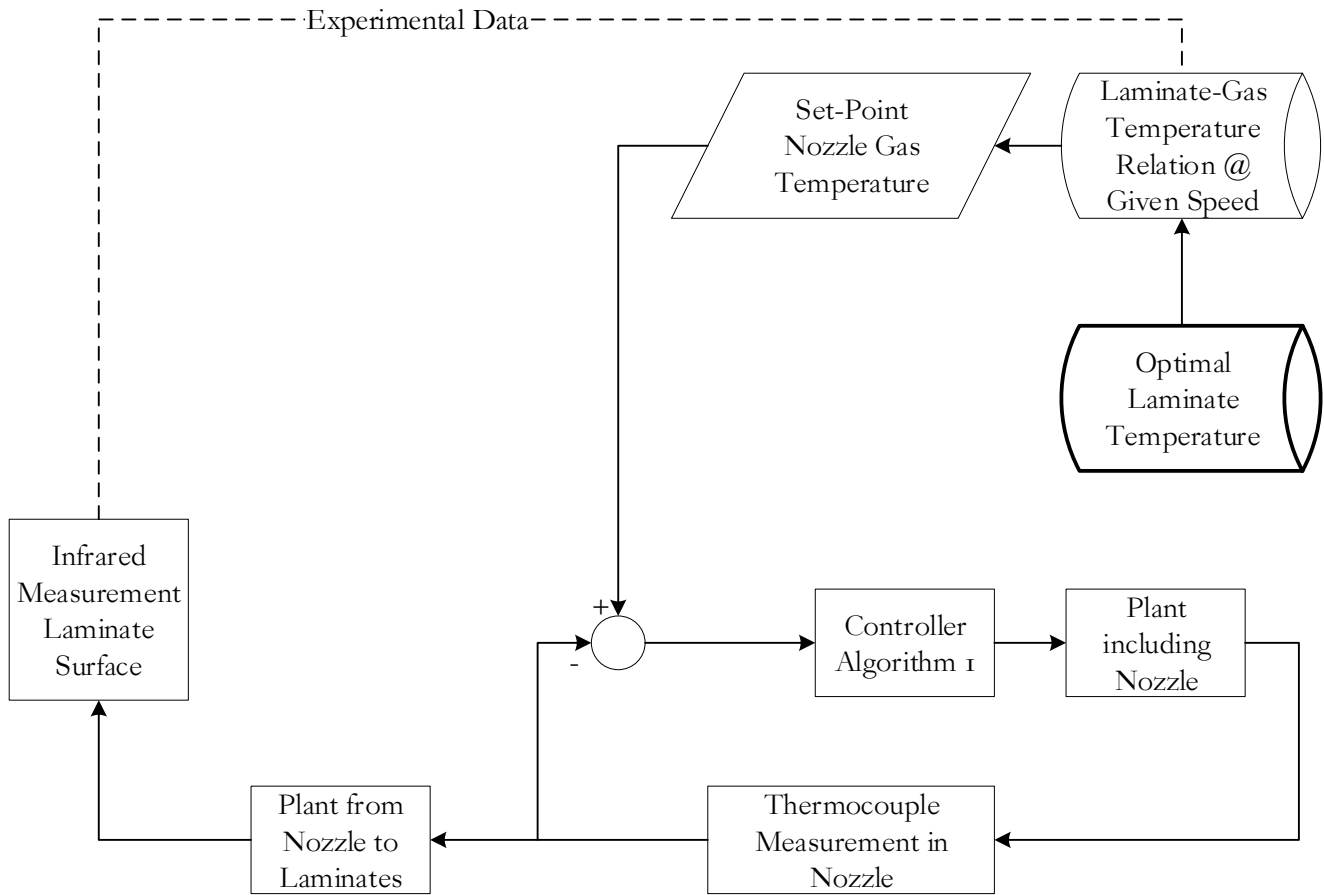 Experimental Data
Set-Point
Nozzle Gas
Temperature
Laminate-Gas
Temperature
Relation @
Given Speed
Optimal
Laminate
Temperature
Infrared
Measurement
Laminate
Surface
+
-
Controller
Algorithm 1
Plant
including
Nozzle
Plant from
Nozzle to
Laminates
Thermocouple
Measurement in
Nozzle